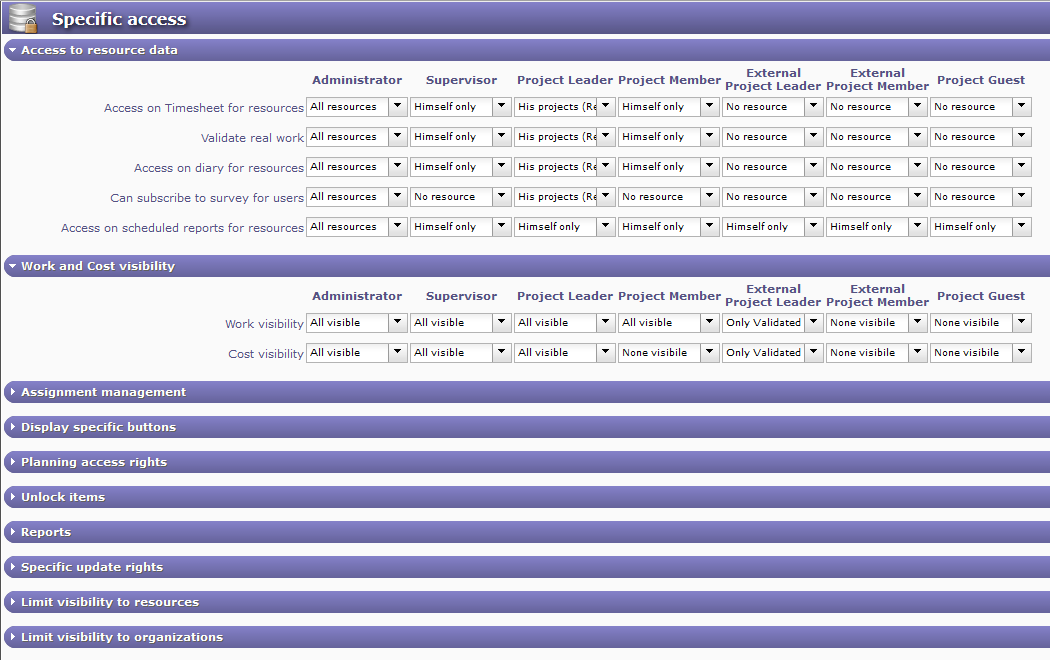 Specific access
Access to resource data
Administrator Supervisor Project Leader Project Member External Project Leader External Project Member Project Guest
Access on Timesheet for resources All resources Himself only His projects (Re Himself only No resource No resource No resource
Validate real work All resources Himself only His projects (Re Himself only No resource No resource No resource
Access on diary for resources All resources Himself only His projects (Re Himself only No resource No resource No resource
Can subscribe to survey for users All resources No resource His projects (Re No resource No resource No resource No resource
Access on scheduled reports for resources All resources Himself only Himself only Himself only Himself only Himself only Himself only
Work and Cost visibility
Administrator Supervisor Project Leader Project Member External Project Leader External Project Member Project Guest
Work visibility All visible All visible All visible All visible Only Validated None visibile None visibile
Cost visibility All visible All visible All visible None visibile Only Validated None visibile None visibile
Assignment management
Display specific buttons
Planning access rights
Unlock items
Reports
Specific update rights
Limit visibility to resources
Limit visibility to organizations